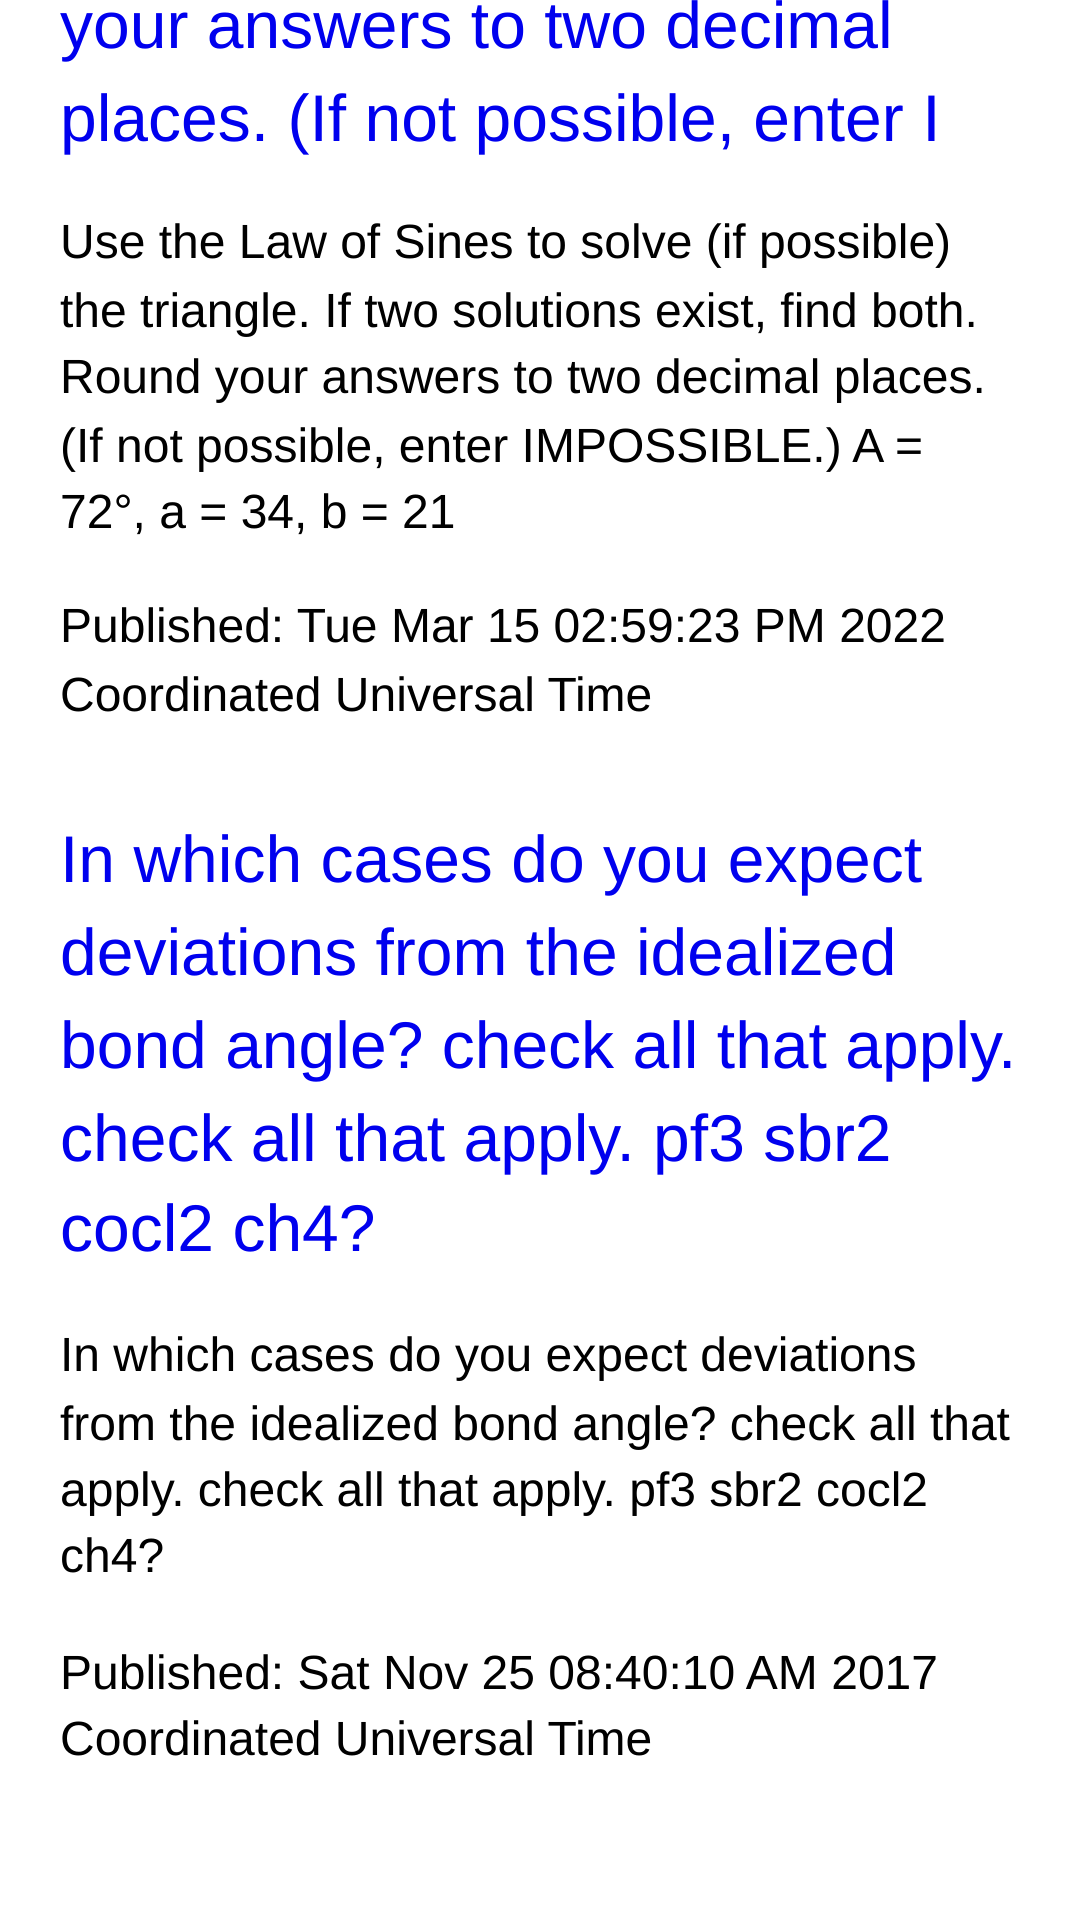 your answers to two decimal
places. (If not possible, enter I
Use the Law of Sines to solve (if possible)
the triangle. If two solutions exist, find both.
Round your answers to two decimal places.
(If not possible, enter IMPOSSIBLE.) A =
72°, a = 34, b = 21
Published: Tue Mar 15 02:59:23 PM 2022
Coordinated Universal Time
In which cases do you expect
deviations from the idealized
bond angle? check all that apply.
check all that apply. pf3 sbr2
cocl2 ch4?
In which cases do you expect deviations
from the idealized bond angle? check all that
apply. check all that apply. pf3 sbr2 cocl2
ch4?
Published: Sat Nov 25 08:40:10 AM 2017
Coordinated Universal Time